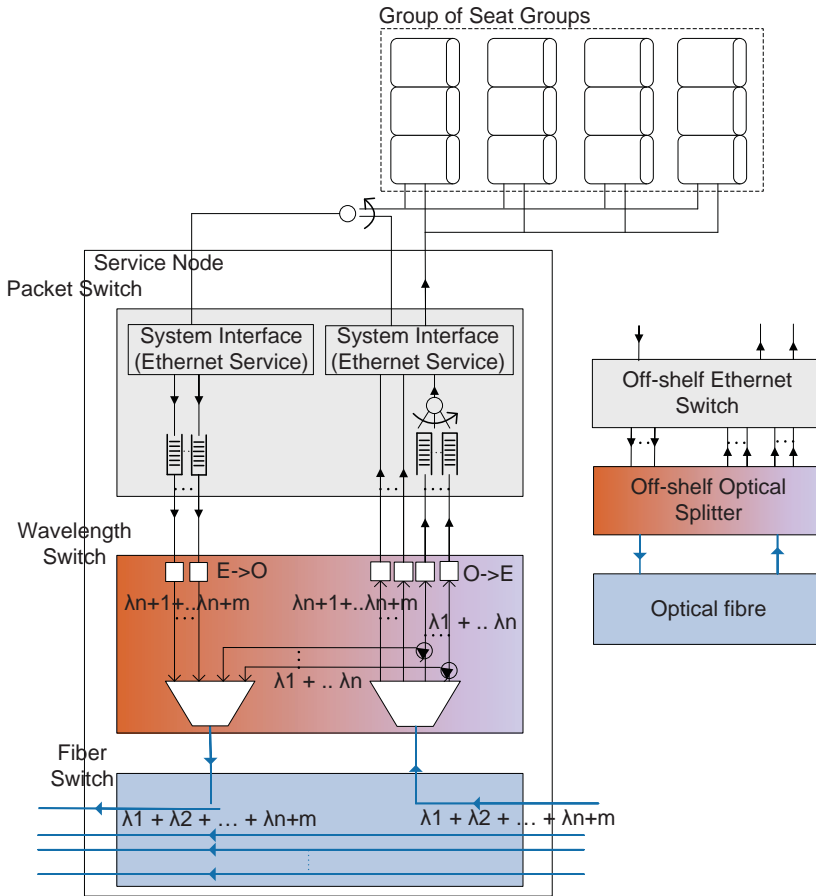 Group of Seat Groups
Service Node
Packet Switch
System Interface
(Ethernet Service)
System Interface
(Ethernet Service)
Wavelength
Switch
E->O
O->E
λn+1+..λn+m
λn+1+..λn+m
λ1 + .. λn
λ1 + .. λn
Fiber
Switch
λ1 + λ2 + … + λn+m
λ1 + λ2 + … + λn+m
Off-shelf Ethernet
Switch
Off-shelf Optical
Splitter
Optical fibre